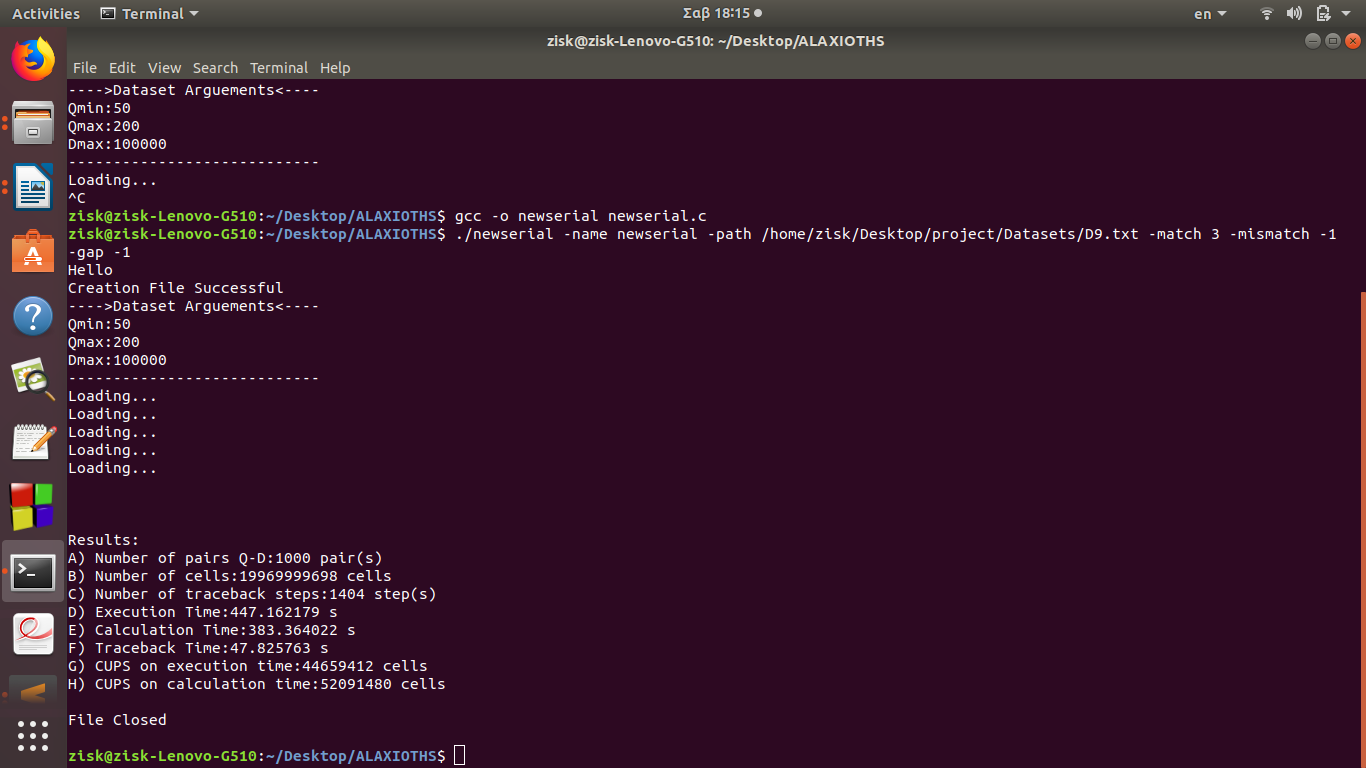 Activities Terminal Σαβ 18:15 en
zisk@zisk-Lenovo-G510: ~/Desktop/ALAXIOTHS
File Edit View Search Terminal Help
---->Dataset Arguements<----
Qmin:50
Qmax:200
Dmax:100000
----------------------------
Loading...
^C
zisk@zisk-Lenovo-G510:~/Desktop/ALAXIOTHS$ gcc -o newserial newserial.c
zisk@zisk-Lenovo-G510:~/Desktop/ALAXIOTHS$ ./newserial -name newserial -path /home/zisk/Desktop/project/Datasets/D9.txt -match 3 -mismatch -1
-gap -1
Hello
Creation File Successful
---->Dataset Arguements<----
Qmin:50
Qmax:200
Dmax:100000
----------------------------
Loading...
Loading...
Loading...
Loading...
Loading...
Results:
A) Number of pairs Q-D:1000 pair(s)
B) Number of cells:19969999698 cells
C) Number of traceback steps:1404 step(s)
D) Execution Time:447.162179 s
E) Calculation Time:383.364022 s
F) Traceback Time:47.825763 s
G) CUPS on execution time:44659412 cells
H) CUPS on calculation time:52091480 cells
File Closed
zisk@zisk-Lenovo-G510:~/Desktop/ALAXIOTHS$